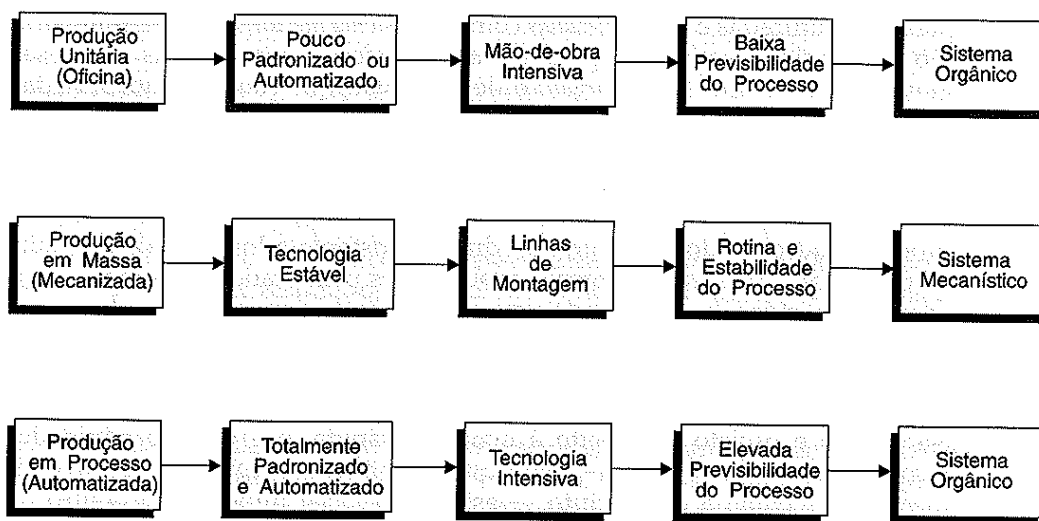 Produção
Unitária
(Oficina)
Pouco
Padronizado ou
Automatizado
Mão-de-obra
Intensiva
Baixa
Previsibilidade
do Processo
Sistema
Orgânico
Produção
em Massa
(Mecanizada)
Tecnologia
Estável
Linhas
de
Montagem
Rotina e
Estabilidade
do Processo
Sistema
Mecanístico
Produção
em Processo
(Automatizada)
Totalmente
Padronizado
e Automatizado
Tecnologia
Intensiva
Elevada
Previsibilidade
do Processo
Sistema
Orgânico